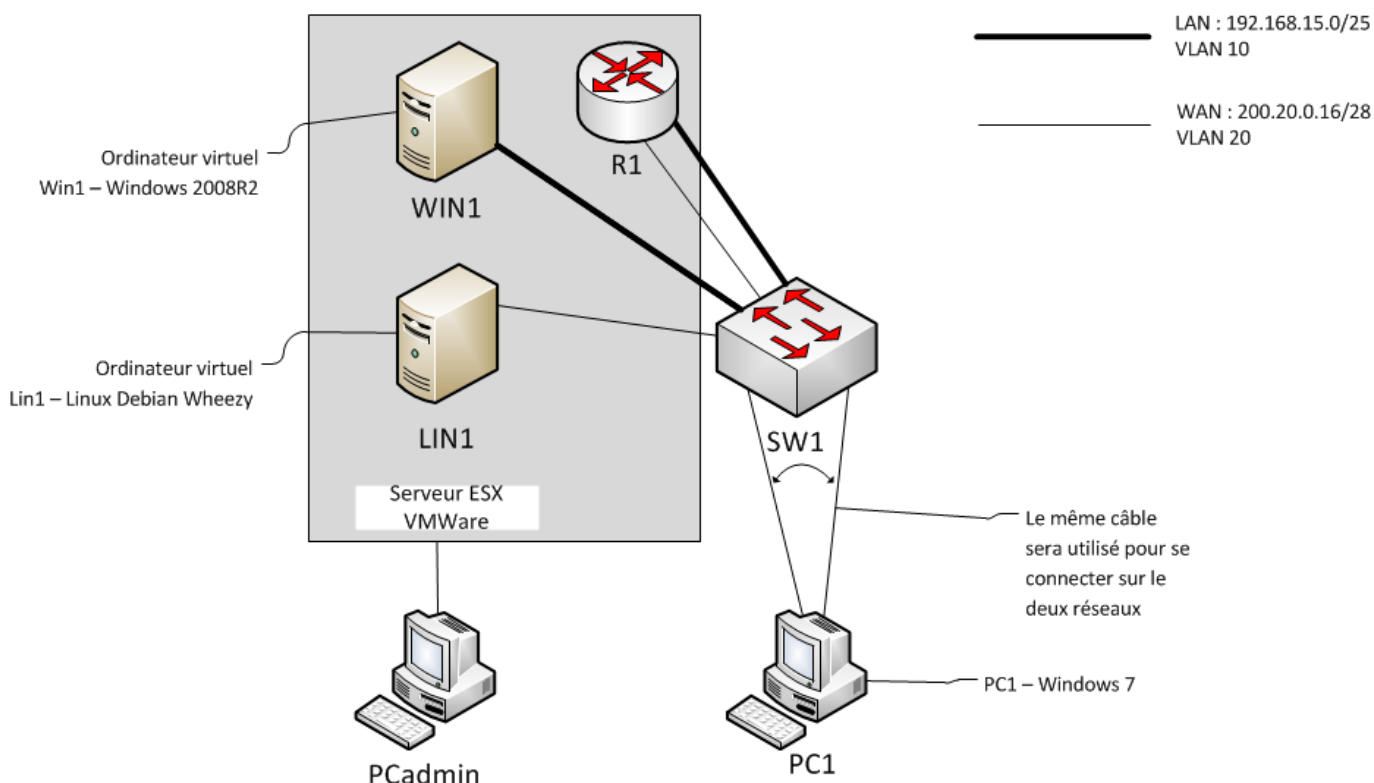 LAN : 192.168.15.0/25
VLAN 10
WAN : 200.20.0.16/28
VLAN 20
Ordinateur virtuel
Win1 – Windows 2008R2
WIN1
R1
Ordinateur virtuel
Lin1 – Linux Debian Wheezy
LIN1
SW1
Serveur ESX
VMWare
Le même câble
sera utilisé pour se
connecter sur le
deux réseaux
PC1 – Windows 7
PCadmin
PC1